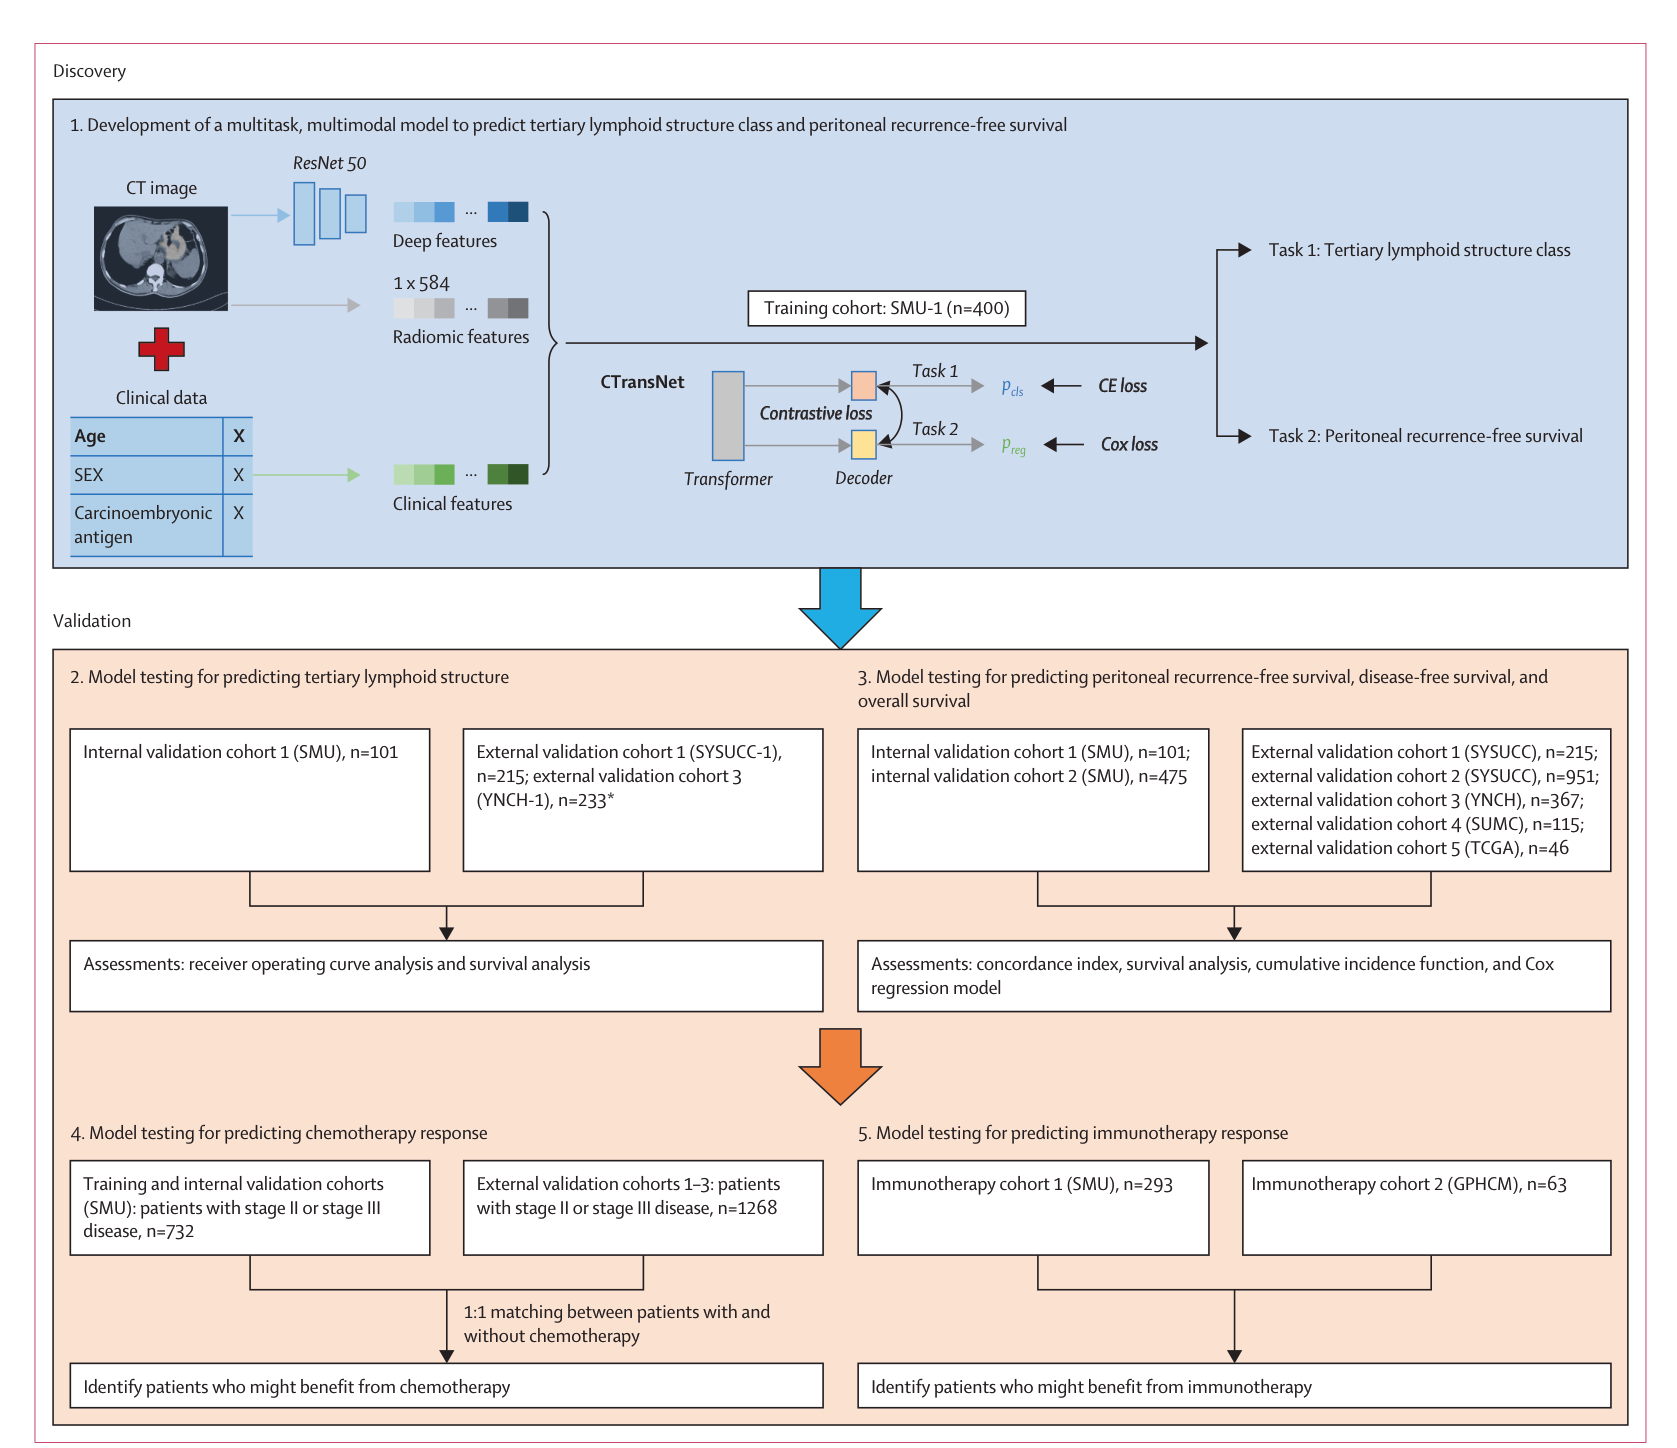 Discovery
1. Development of a multitask, multimodal model to predict tertiary lymphoid structure class and peritoneal recurrence-free survival
ResNet 50
CT image
...
Deep features
1 x 584
...
Radiomic features
Clinical data
Age X
SEX X
Carcinoembryonic X
antigen
...
Clinical features
Training cohort: SMU-1 (n=400)
CTransNet
Transformer
Contrastive loss
Decoder
Task 1
Task 2
pcls
preg
CE loss
Cox loss
Task 1: Tertiary lymphoid structure class
Task 2: Peritoneal recurrence-free survival
Validation
2. Model testing for predicting tertiary lymphoid structure
Internal validation cohort 1 (SMU), n=101
External validation cohort 1 (SYSUCC-1),
n=215; external validation cohort 3
(YNCH-1), n=233*
Assessments: receiver operating curve analysis and survival analysis
3. Model testing for predicting peritoneal recurrence-free survival, disease-free survival, and
overall survival
Internal validation cohort 1 (SMU), n=101;
internal validation cohort 2 (SMU), n=475
External validation cohort 1 (SYSUCC), n=215;
external validation cohort 2 (SYSUCC), n=951;
external validation cohort 3 (YNCH), n=367;
external validation cohort 4 (SUMC), n=115;
external validation cohort 5 (TCGA), n=46
Assessments: concordance index, survival analysis, cumulative incidence function, and Cox
regression model
4. Model testing for predicting chemotherapy response
Training and internal validation cohorts
(SMU): patients with stage II or stage III
disease, n=732
External validation cohorts 1–3: patients
with stage II or stage III disease, n=1268
1:1 matching between patients with and
without chemotherapy
Identify patients who might benefit from chemotherapy
5. Model testing for predicting immunotherapy response
Immunotherapy cohort 1 (SMU), n=293
Immunotherapy cohort 2 (GPHCM), n=63
Identify patients who might benefit from immunotherapy